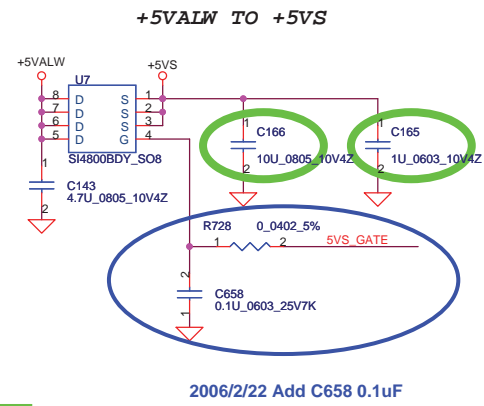 +5VALW TO +5VS
+5VALW
+5VS
U7
8 D S 1
7 D S 2
6 D S 3
5 D G 4
SI4800BDY_SO8
1
C143
4.7U_0805_10V4Z
2
1
C166
10U_0805_10V4Z
2
1
C165
1U_0603_10V4Z
2
R728 0_0402_5%
1 2 5VS_GATE
2
C658
0.1U_0603_25V7K
1
2006/2/22 Add C658 0.1uF